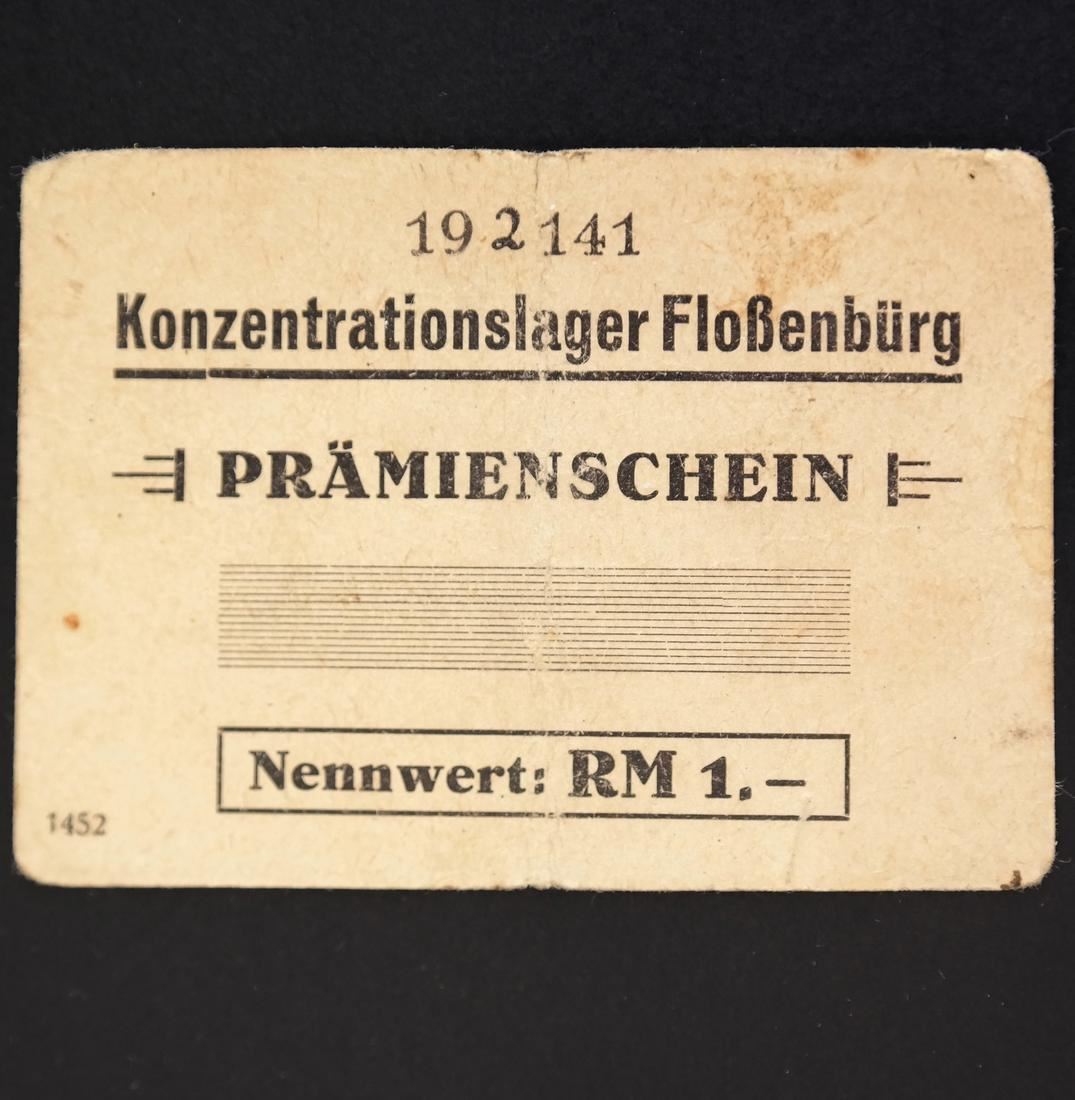 192141
Konzentrationslager Floßenbürg
PRÄMIENSCHEIN
Nennwert: RM 1.–
1452